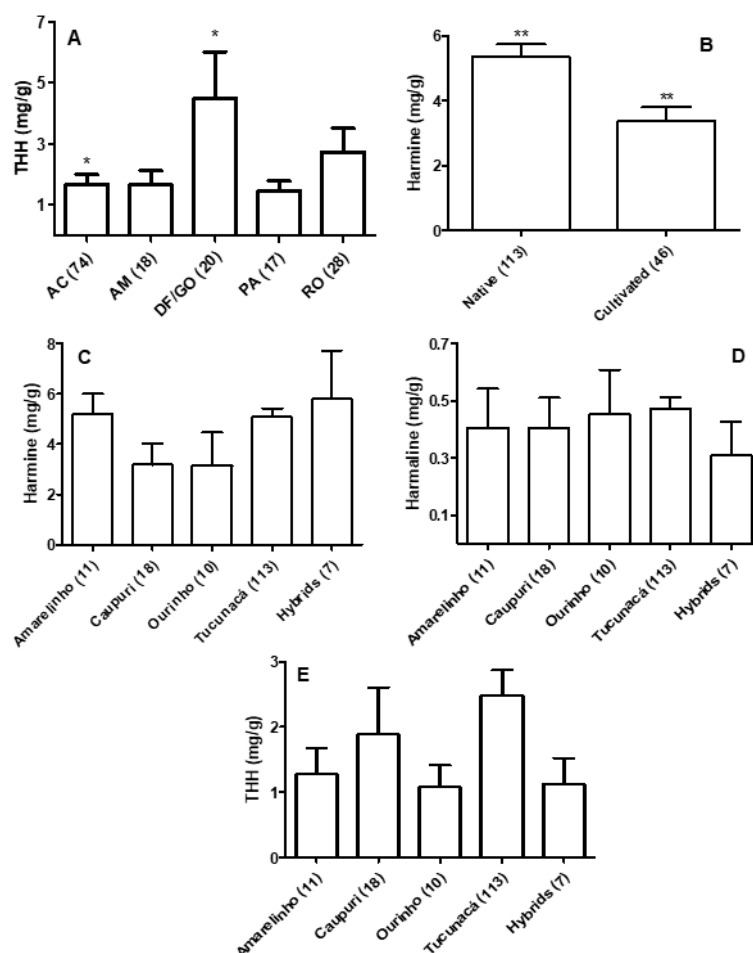 A
THH (mg/g)
7
5
3
1
*
*
AC (74)
AM (18)
DF/GO (20)
PA (17)
RO (28)
B
Harmine (mg/g)
6
4
2
0
**
**
Native (113)
Cultivated (46)
C
Harmine (mg/g)
8
6
4
2
0
Amarelinho (11)
Caupuri (18)
Ourinho (10)
Tucunacá (113)
Hybrids (7)
D
Harmaline (mg/g)
0.7
0.5
0.3
0.1
Amarelinho (11)
Caupuri (18)
Ourinho (10)
Tucunacá (113)
Hybrids (7)
E
THH (mg/g)
3
2
1
0
Amarelinho (11)
Caupuri (18)
Ourinho (10)
Tucunacá (113)
Hybrids (7)